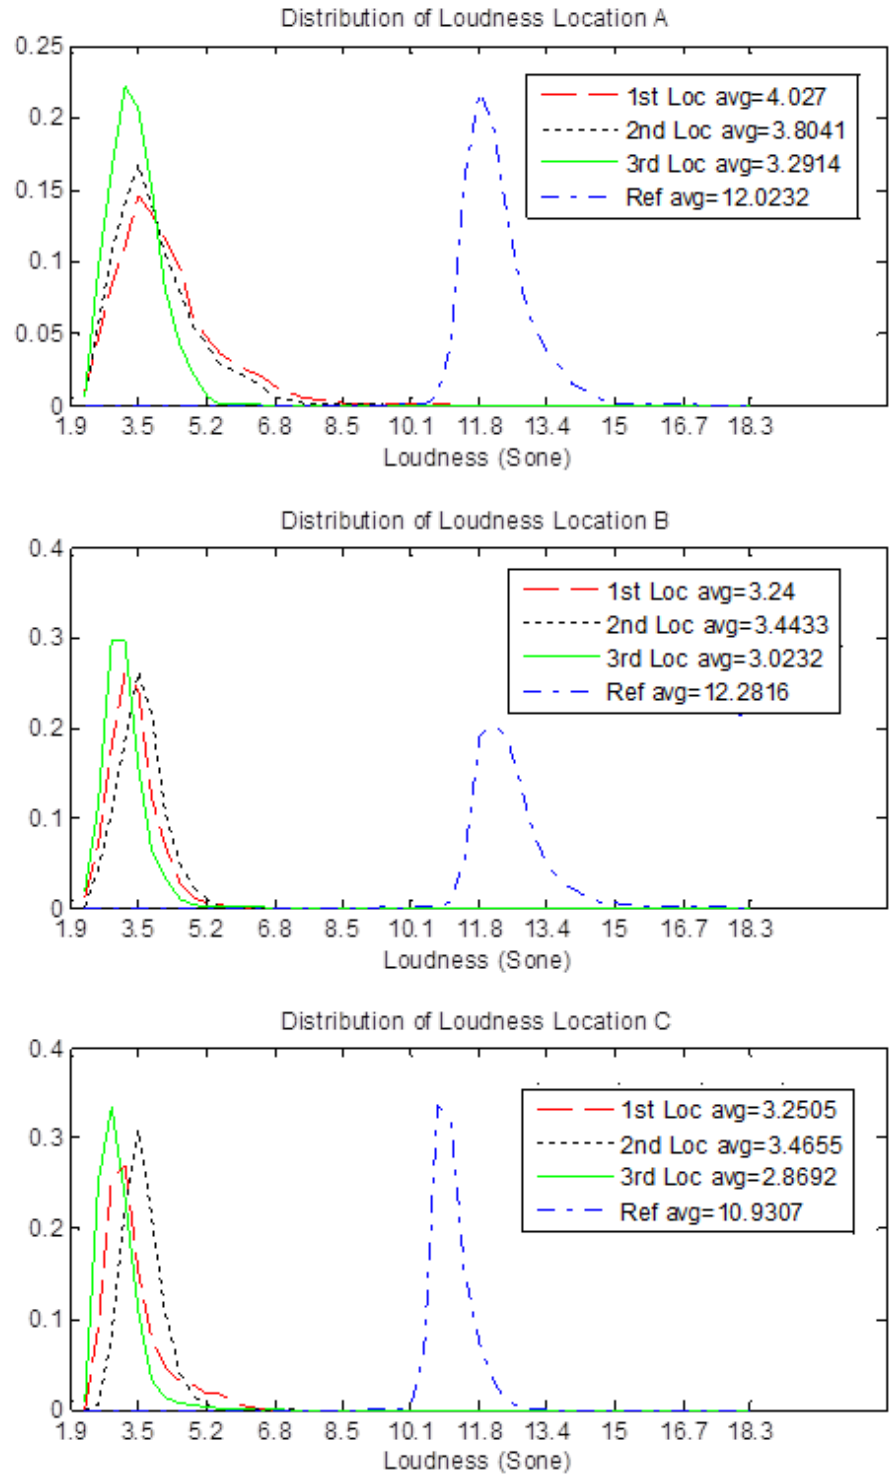 Distribution of Loudness Location A
0.25
0.2
0.15
0.1
0.05
0
1st Loc avg=4.027
2nd Loc avg=3.8041
3rd Loc avg=3.2914
Ref avg=12.0232
1.9 3.5 5.2 6.8 8.5 10.1 11.8 13.4 15 16.7 18.3
Loudness (Sone)
Distribution of Loudness Location B
0.4
0.3
0.2
0.1
0
1st Loc avg=3.24
2nd Loc avg=3.4433
3rd Loc avg=3.0232
Ref avg=12.2816
1.9 3.5 5.2 6.8 8.5 10.1 11.8 13.4 15 16.7 18.3
Loudness (Sone)
Distribution of Loudness Location C
0.4
0.3
0.2
0.1
0
1st Loc avg=3.2505
2nd Loc avg=3.4655
3rd Loc avg=2.8692
Ref avg=10.9307
1.9 3.5 5.2 6.8 8.5 10.1 11.8 13.4 15 16.7 18.3
Loudness (Sone)